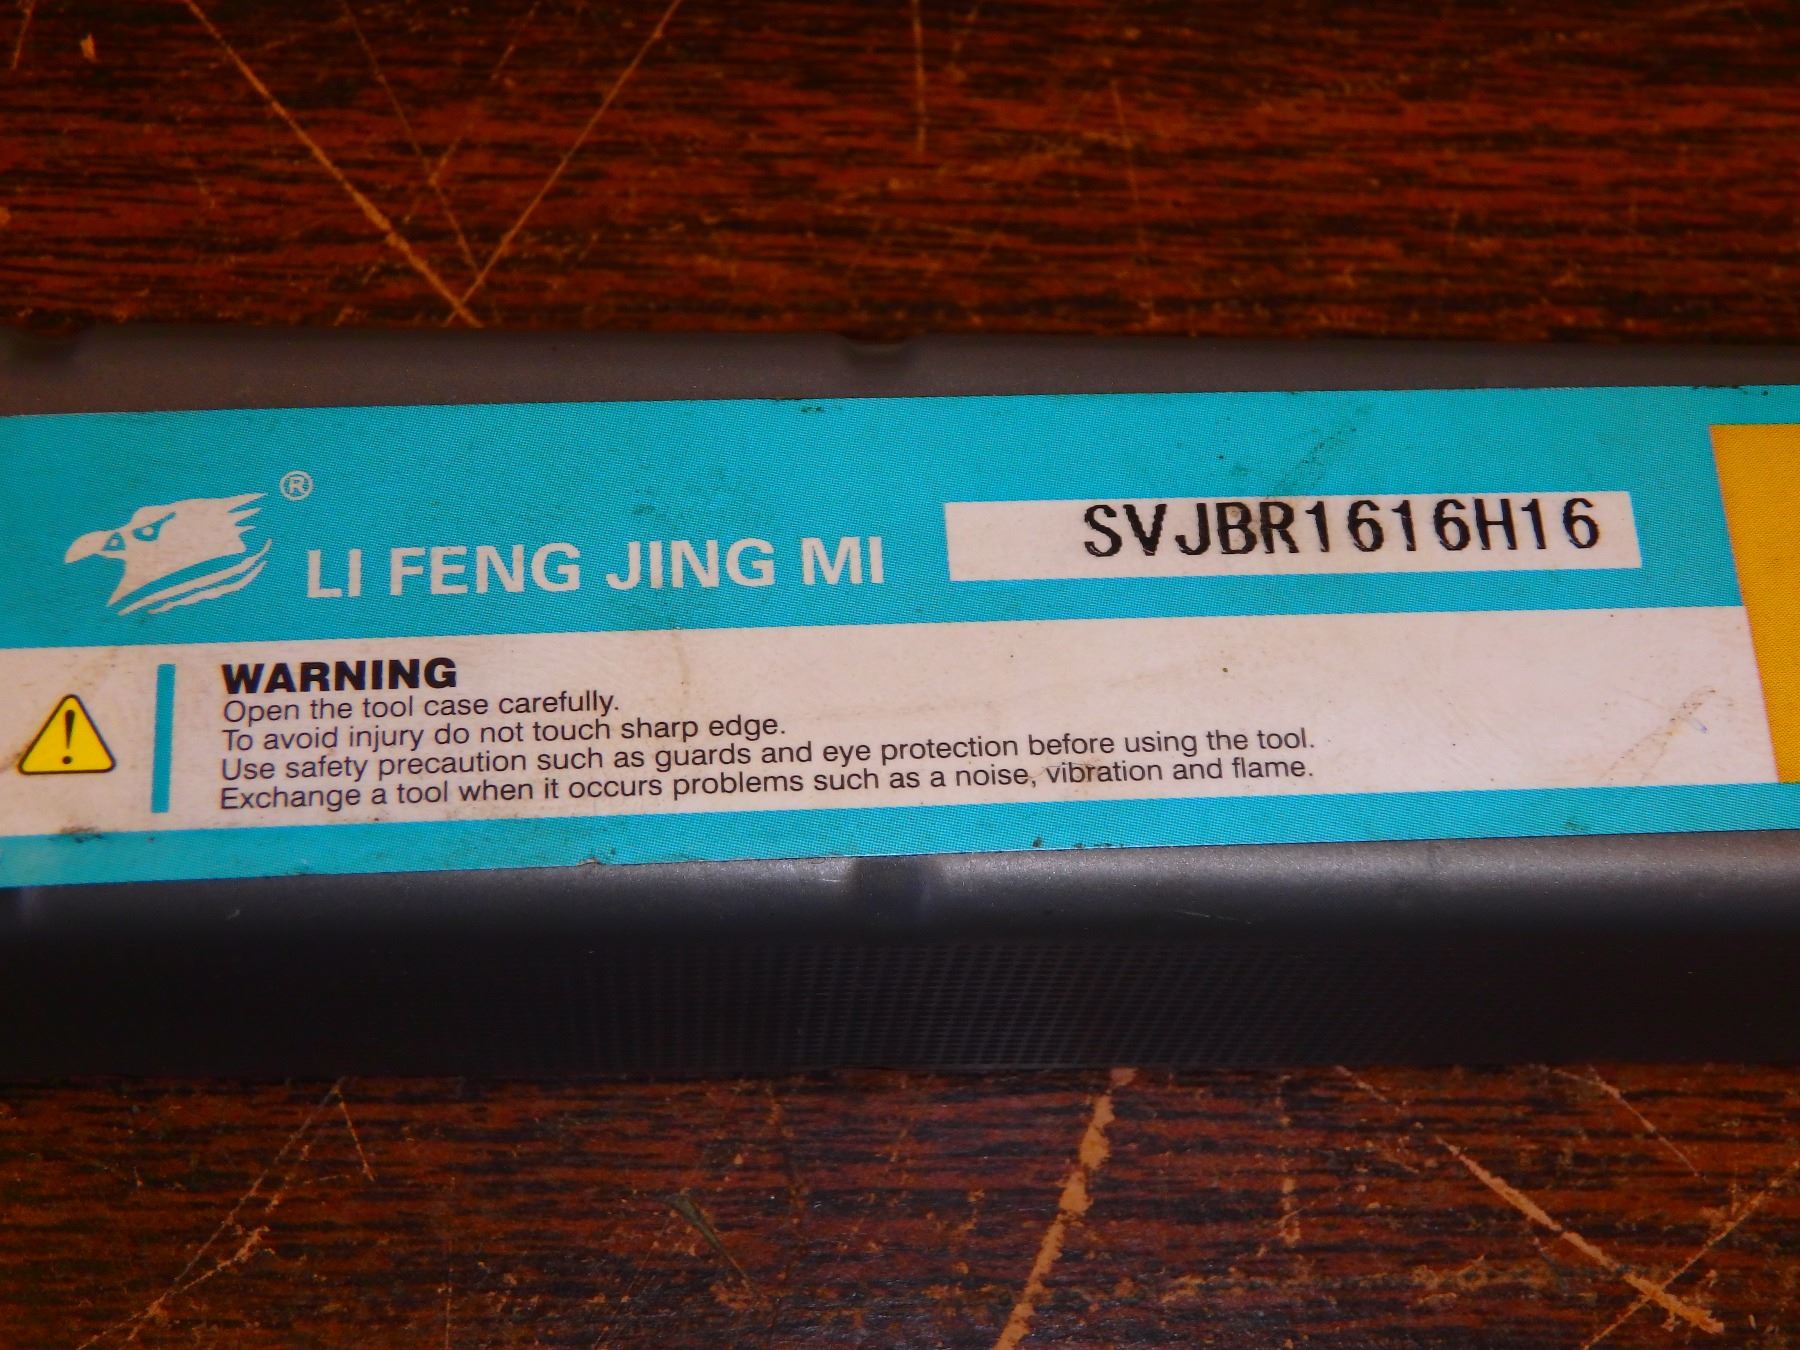 ®
LI FENG JING MI
SVJBR1616H16
WARNING
Open the tool case carefully.
To avoid injury do not touch sharp edge.
Use safety precaution such as guards and eye protection before using the tool.
Exchange a tool when it occurs problems such as a noise, vibration and flame.